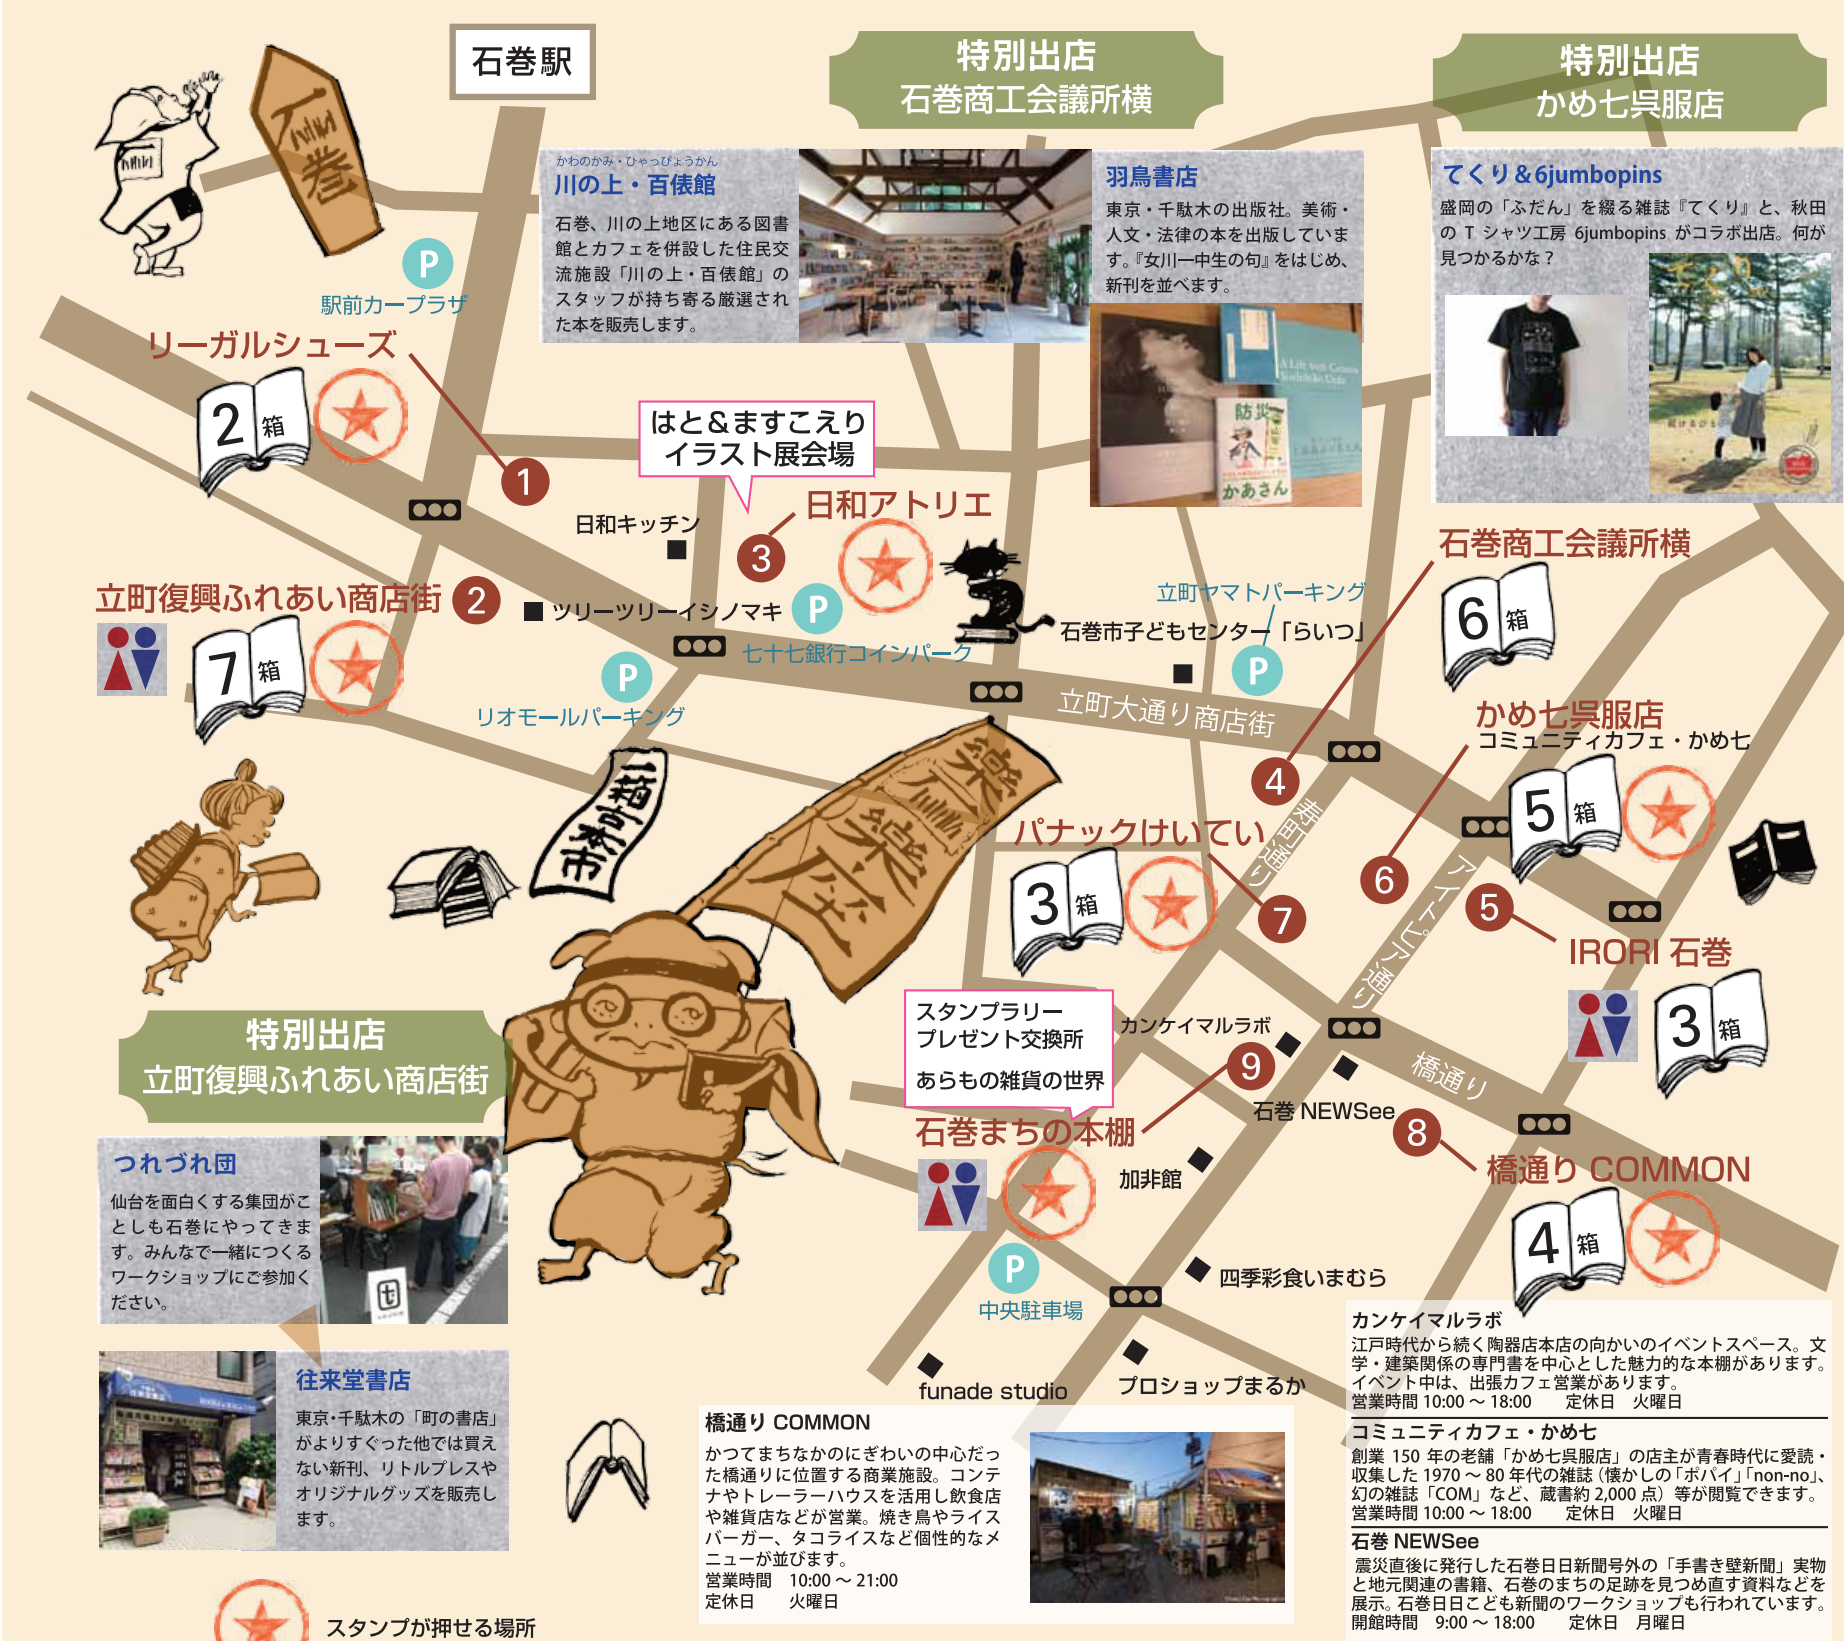 石巻駅
特別出店
石巻商工会議所横
特別出店
かめ七呉服店
一箱
巻
かわのかみ・ひゃっぴょうかん
川の上・百俵館
石巻、川の上地区にある図書
館とカフェを併設した住民交
流施設「川の上・百俵館」の
スタッフが持ち寄る厳選され
た本を販売します。
羽鳥書店
東京・千駄木の出版社。美術・
人文・法律の本を出版していま
す。『女川一中生の句』をはじめ、
新刊を並べます。
防災
かあさん
てくり＆6jumbopins
盛岡の「ふだん」を綴る雑誌『てくり』と、秋田
の T シャツ工房 6jumbopins がコラボ出店。何が
見つかるかな？
てくり
P
駅前カープラザ
リーガルシューズ
2箱
1
はと＆ますこえり
イラスト展会場
日和キッチン
日和アトリエ
3
立町復興ふれあい商店街
2
7箱
ツリーツリーイシノマキ
P
七十七銀行コインパーク
P
リオモールパーキング
立町ヤマトパーキング
石巻市子どもセンター「らいつ」
P
立町大通り商店街
石巻商工会議所横
6箱
4
かめ七呉服店
コミュニティカフェ・かめ七
5箱
6
5
IRORI 石巻
3箱
寿町通り
アイトピア通り
パナックけいてい
3箱
7
一箱古本市
楽座
特別出店
立町復興ふれあい商店街
つれづれ団
仙台を面白くする集団がこ
としも石巻にやってきま
す。みんなで一緒につくる
ワークショップにご参加く
ださい。
往来堂書店
東京・千駄木の「町の書店」
がよりすぐった他では買え
ない新刊、リトルプレスや
オリジナルグッズを販売し
ます。
スタンプラリー
プレゼント交換所
あらもの雑貨の世界
カンケイマルラボ
9
石巻 NEWSee
橋通り
8
橋通り COMMON
4箱
石巻まちの本棚
加非館
P
中央駐車場
四季彩食いまむら
funade studio
プロショップまるか
橋通り COMMON
かつてまちなかのにぎわいの中心だっ
た橋通りに位置する商業施設。コンテ
ナやトレーラーハウスを活用し飲食店
や雑貨店などが営業。焼き鳥やライス
バーガー、タコライスなど個性的なメ
ニューが並びます。
営業時間　10:00 ～ 21:00
定休日　　火曜日
カンケイマルラボ
江戸時代から続く陶器店本店の向かいのイベントスペース。文
学・建築関係の専門書を中心とした魅力的な本棚があります。
イベント中は、出張カフェ営業があります。
営業時間 10:00 ～ 18:00　　定休日　火曜日
コミュニティカフェ・かめ七
創業 150 年の老舗「かめ七呉服店」の店主が青春時代に愛読・
収集した 1970 ～ 80 年代の雑誌（懐かしの「ポパイ」「non-no」、
幻の雑誌「COM」など、蔵書約 2,000 点）等が閲覧できます。
営業時間 10:00 ～ 18:00　　定休日　火曜日
石巻 NEWSee
震災直後に発行した石巻日日新聞号外の「手書き壁新聞」実物
と地元関連の書籍、石巻のまちの足跡を見つめ直す資料などを
展示。石巻日日こども新聞のワークショップも行われています。
開館時間　9:00 ～ 18:00　　定休日　月曜日
スタンプが押せる場所